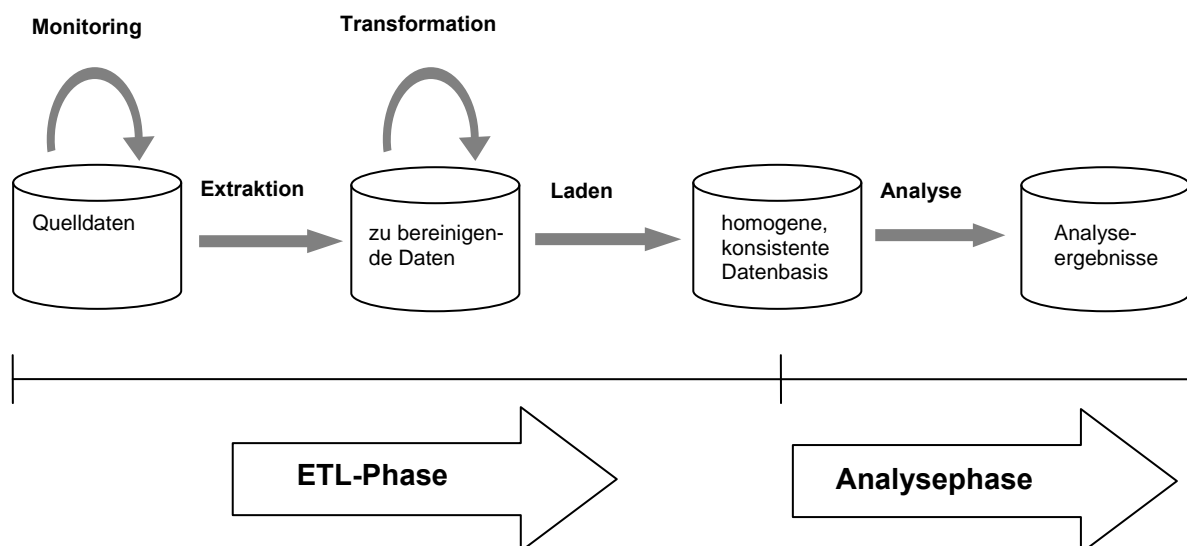 Monitoring
Transformation
Extraktion
Laden
Analyse
Quelldaten
zu bereinigen-
de Daten
homogene,
konsistente
Datenbasis
Analyse-
ergebnisse
ETL-Phase
Analysephase